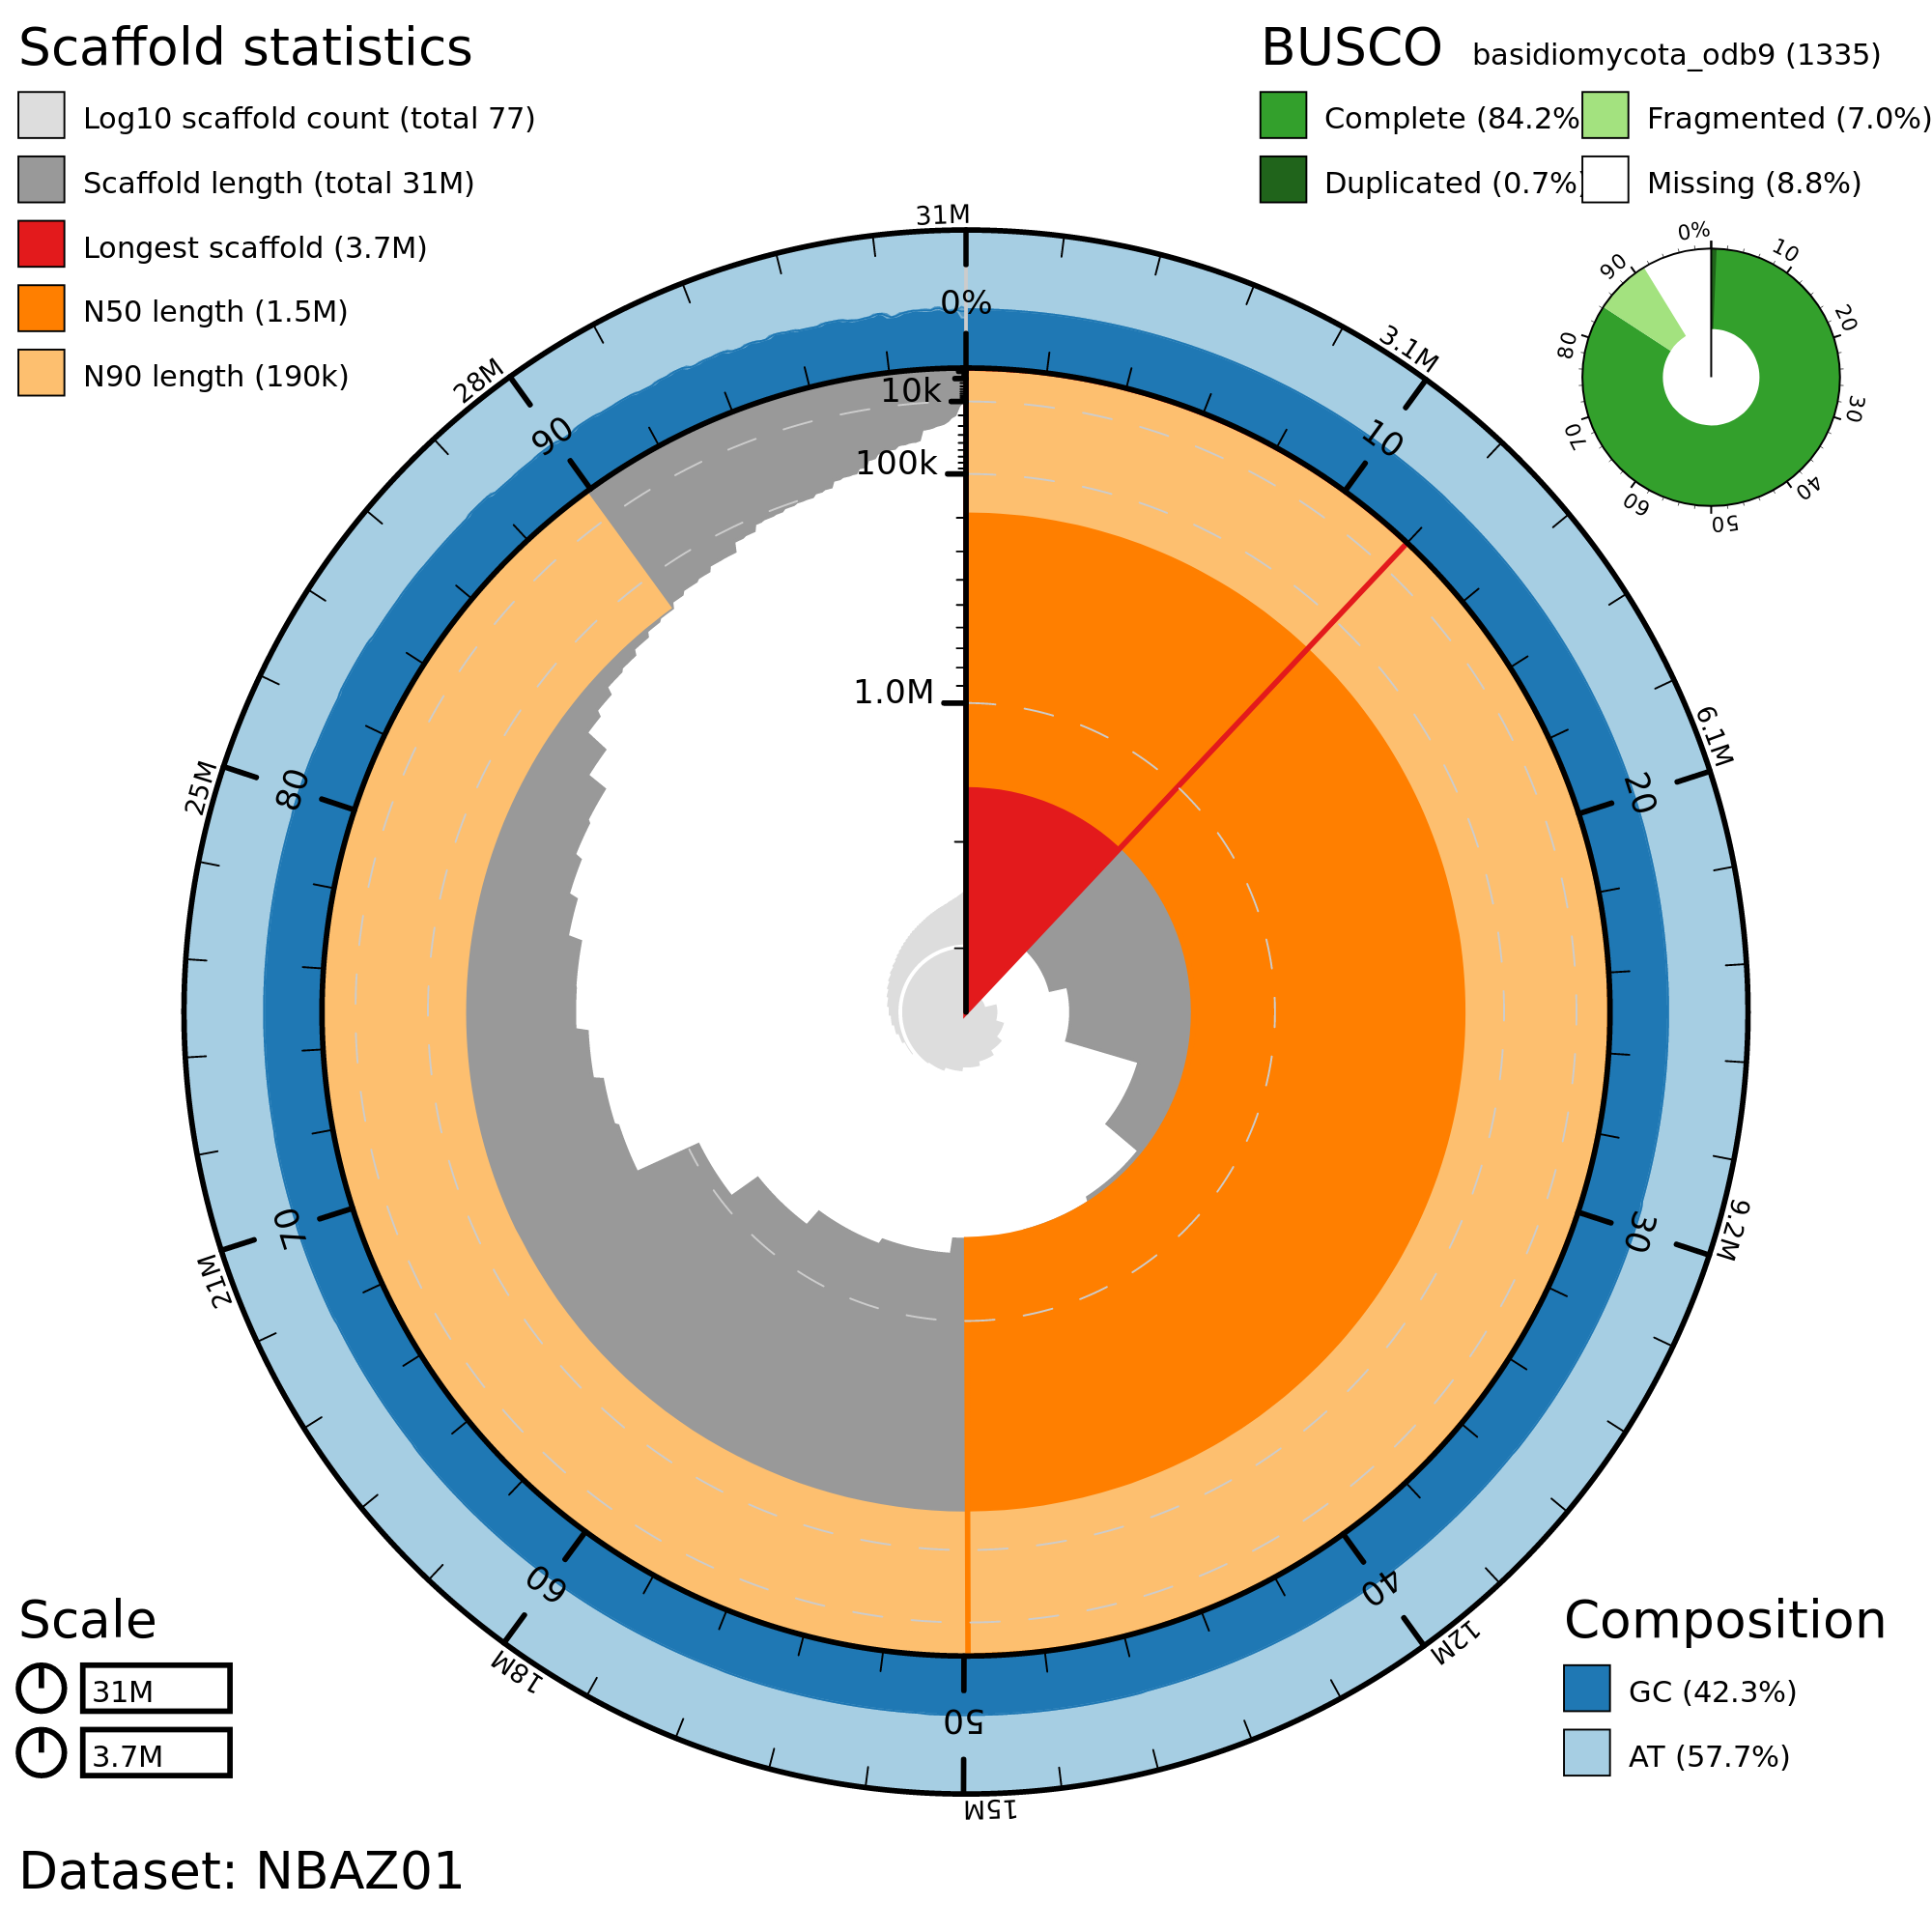 Scaffold statistics
Log10 scaffold count (total 77)
Scaffold length (total 31M)
Longest scaffold (3.7M)
N50 length (1.5M)
N90 length (190k)
BUSCO basidiomycota_odb9 (1335)
Complete (84.2%
Fragmented (7.0%)
Duplicated (0.7%)
Missing (8.8%)
0%
10
20
30
40
50
60
70
80
90
31M
3.1M
6.1M
9.2M
12M
15M
18M
21M
25M
28M
0%
10
20
30
40
50
60
70
80
90
10k
100k
1.0M
Scale
31M
3.7M
Composition
GC (42.3%)
AT (57.7%)
Dataset: NBAZ01